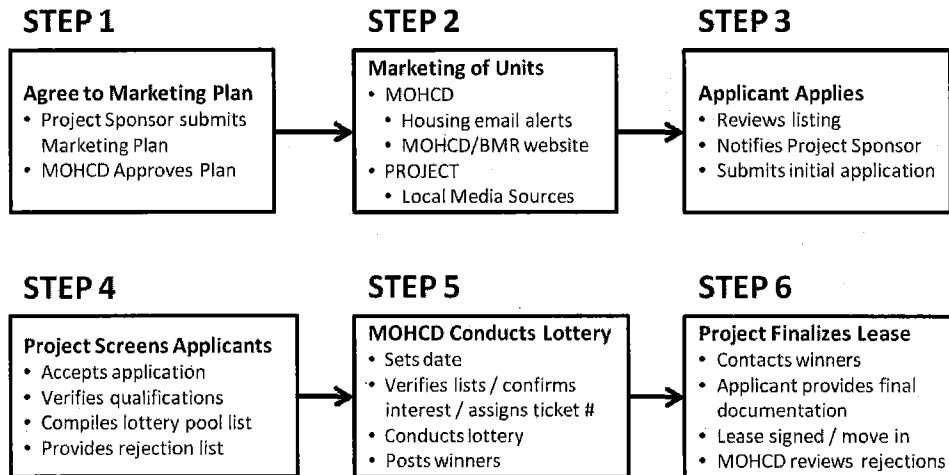 STEP 1
Agree to Marketing Plan
• Project Sponsor submits
Marketing Plan
• MOHCD Approves Plan
STEP 2
Marketing of Units
• MOHCD
• Housing email alerts
• MOHCD/BMR website
• PROJECT
• Local Media Sources
STEP 3
Applicant Applies
• Reviews listing
• Notifies Project Sponsor
• Submits initial application
STEP 4
Project Screens Applicants
• Accepts application
• Verifies qualifications
• Compiles lottery pool list
• Provides rejection list
STEP 5
MOHCD Conducts Lottery
• Sets date
• Verifies lists / confirms
interest / assigns ticket #
• Conducts lottery
• Posts winners
STEP 6
Project Finalizes Lease
• Contacts winners
• Applicant provides final
documentation
• Lease signed / move in
• MOHCD reviews rejections